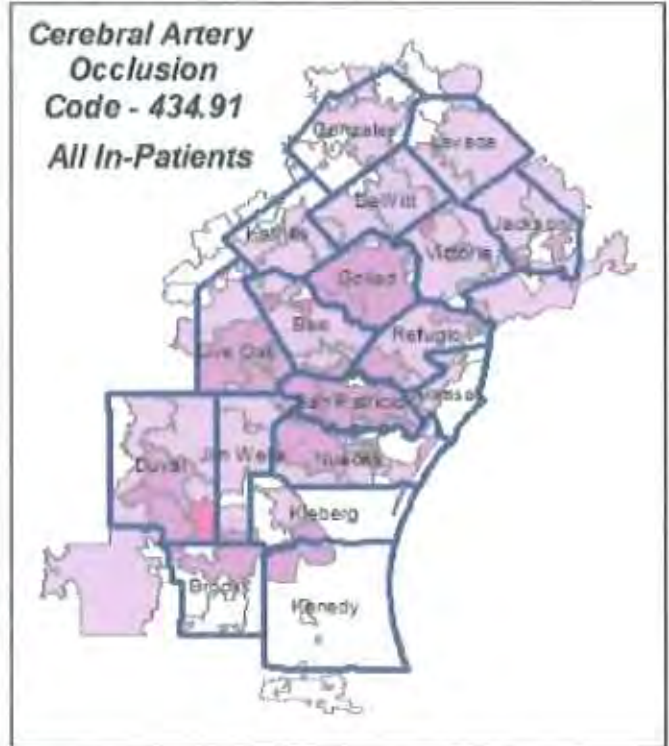 Cerebral Artery
Occlusion
Code - 434.91
All In-Patients
Gonzales
Lavaca
DeWitt
Karnes
Jackson
Victoria
Goliad
Bee
Refugio
Live Oak
San Patricio
Aransas
Duval
Jim Wells
Nueces
Kleberg
Brooks
Kenedy